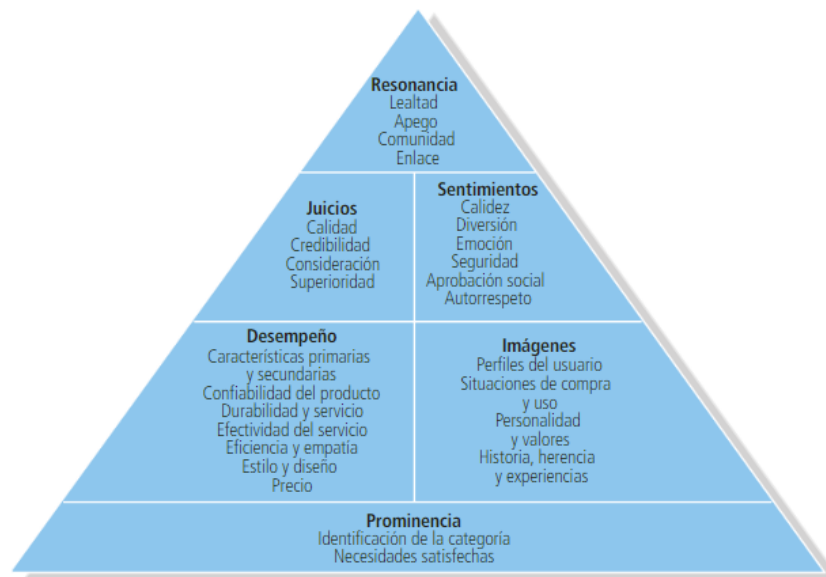 Resonancia
Lealtad
Apego
Comunidad
Enlace
Juicios
Calidad
Credibilidad
Consideración
Superioridad
Sentimientos
Calidez
Diversión
Emoción
Seguridad
Aprobación social
Autorrespeto
Desempeño
Características primarias
y secundarias
Confiabilidad del producto
Durabilidad y servicio
Efectividad del servicio
Eficiencia y empatía
Estilo y diseño
Precio
Imágenes
Perfiles del usuario
Situaciones de compra
y uso
Personalidad
y valores
Historia, herencia
y experiencias
Prominencia
Identificación de la categoría
Necesidades satisfechas